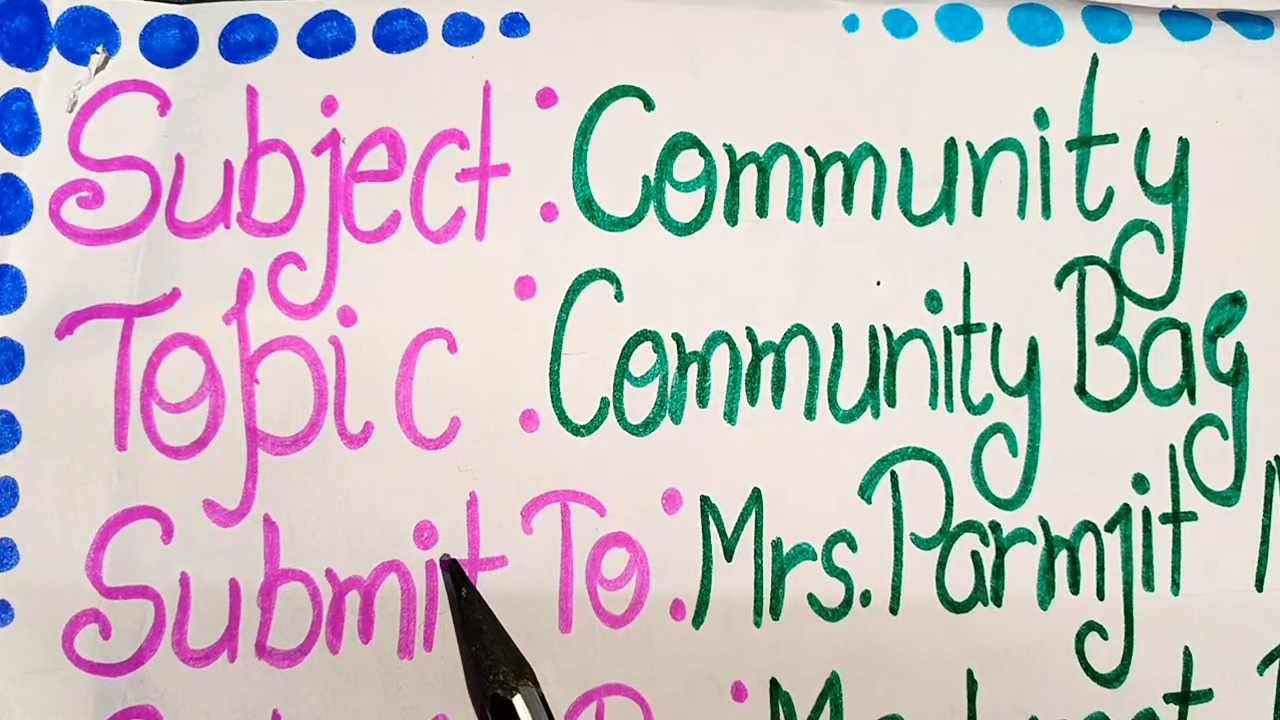 Subject : Community
Topic : Community Bag
Submit To : Mrs. Parmjit